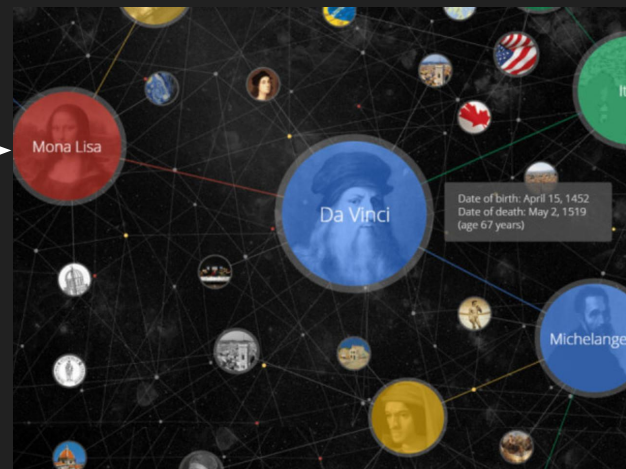 Mona Lisa
It
Da Vinci
Date of birth: April 15, 1452
Date of death: May 2, 1519
(age 67 years)
Michelange